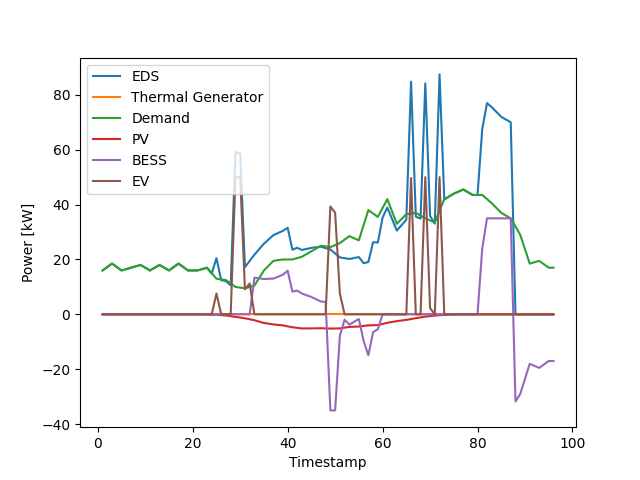 EDS
Thermal Generator
Demand
PV
BESS
EV
Power [kW]
80
60
40
20
0
−20
−40
0 20 40 60 80 100
Timestamp